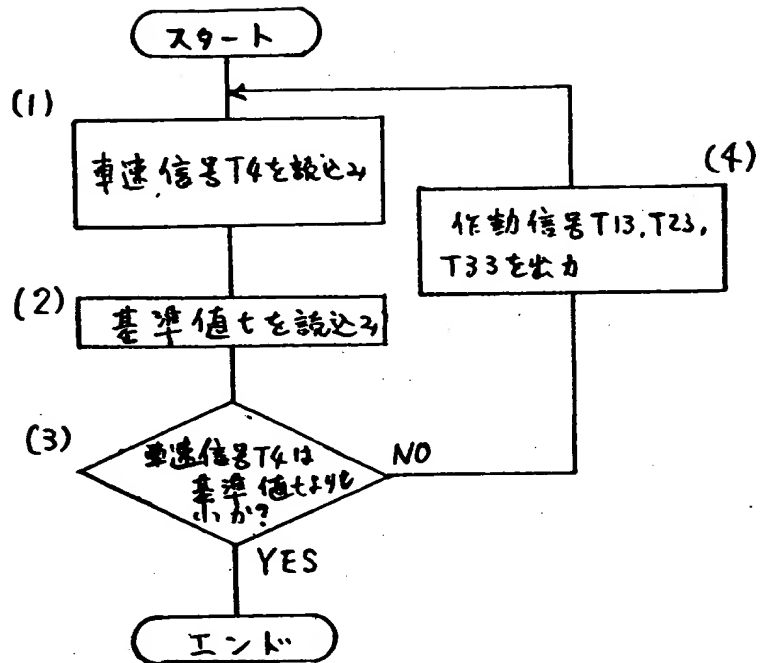 スタート
(1)
車速信号T4を読込み
(4)
作動信号T13,T23,
T33を出力
(2)
基準値tを読込み
(3)
車速信号T4は
基準値tよりも
小か?
NO
YES
エンド